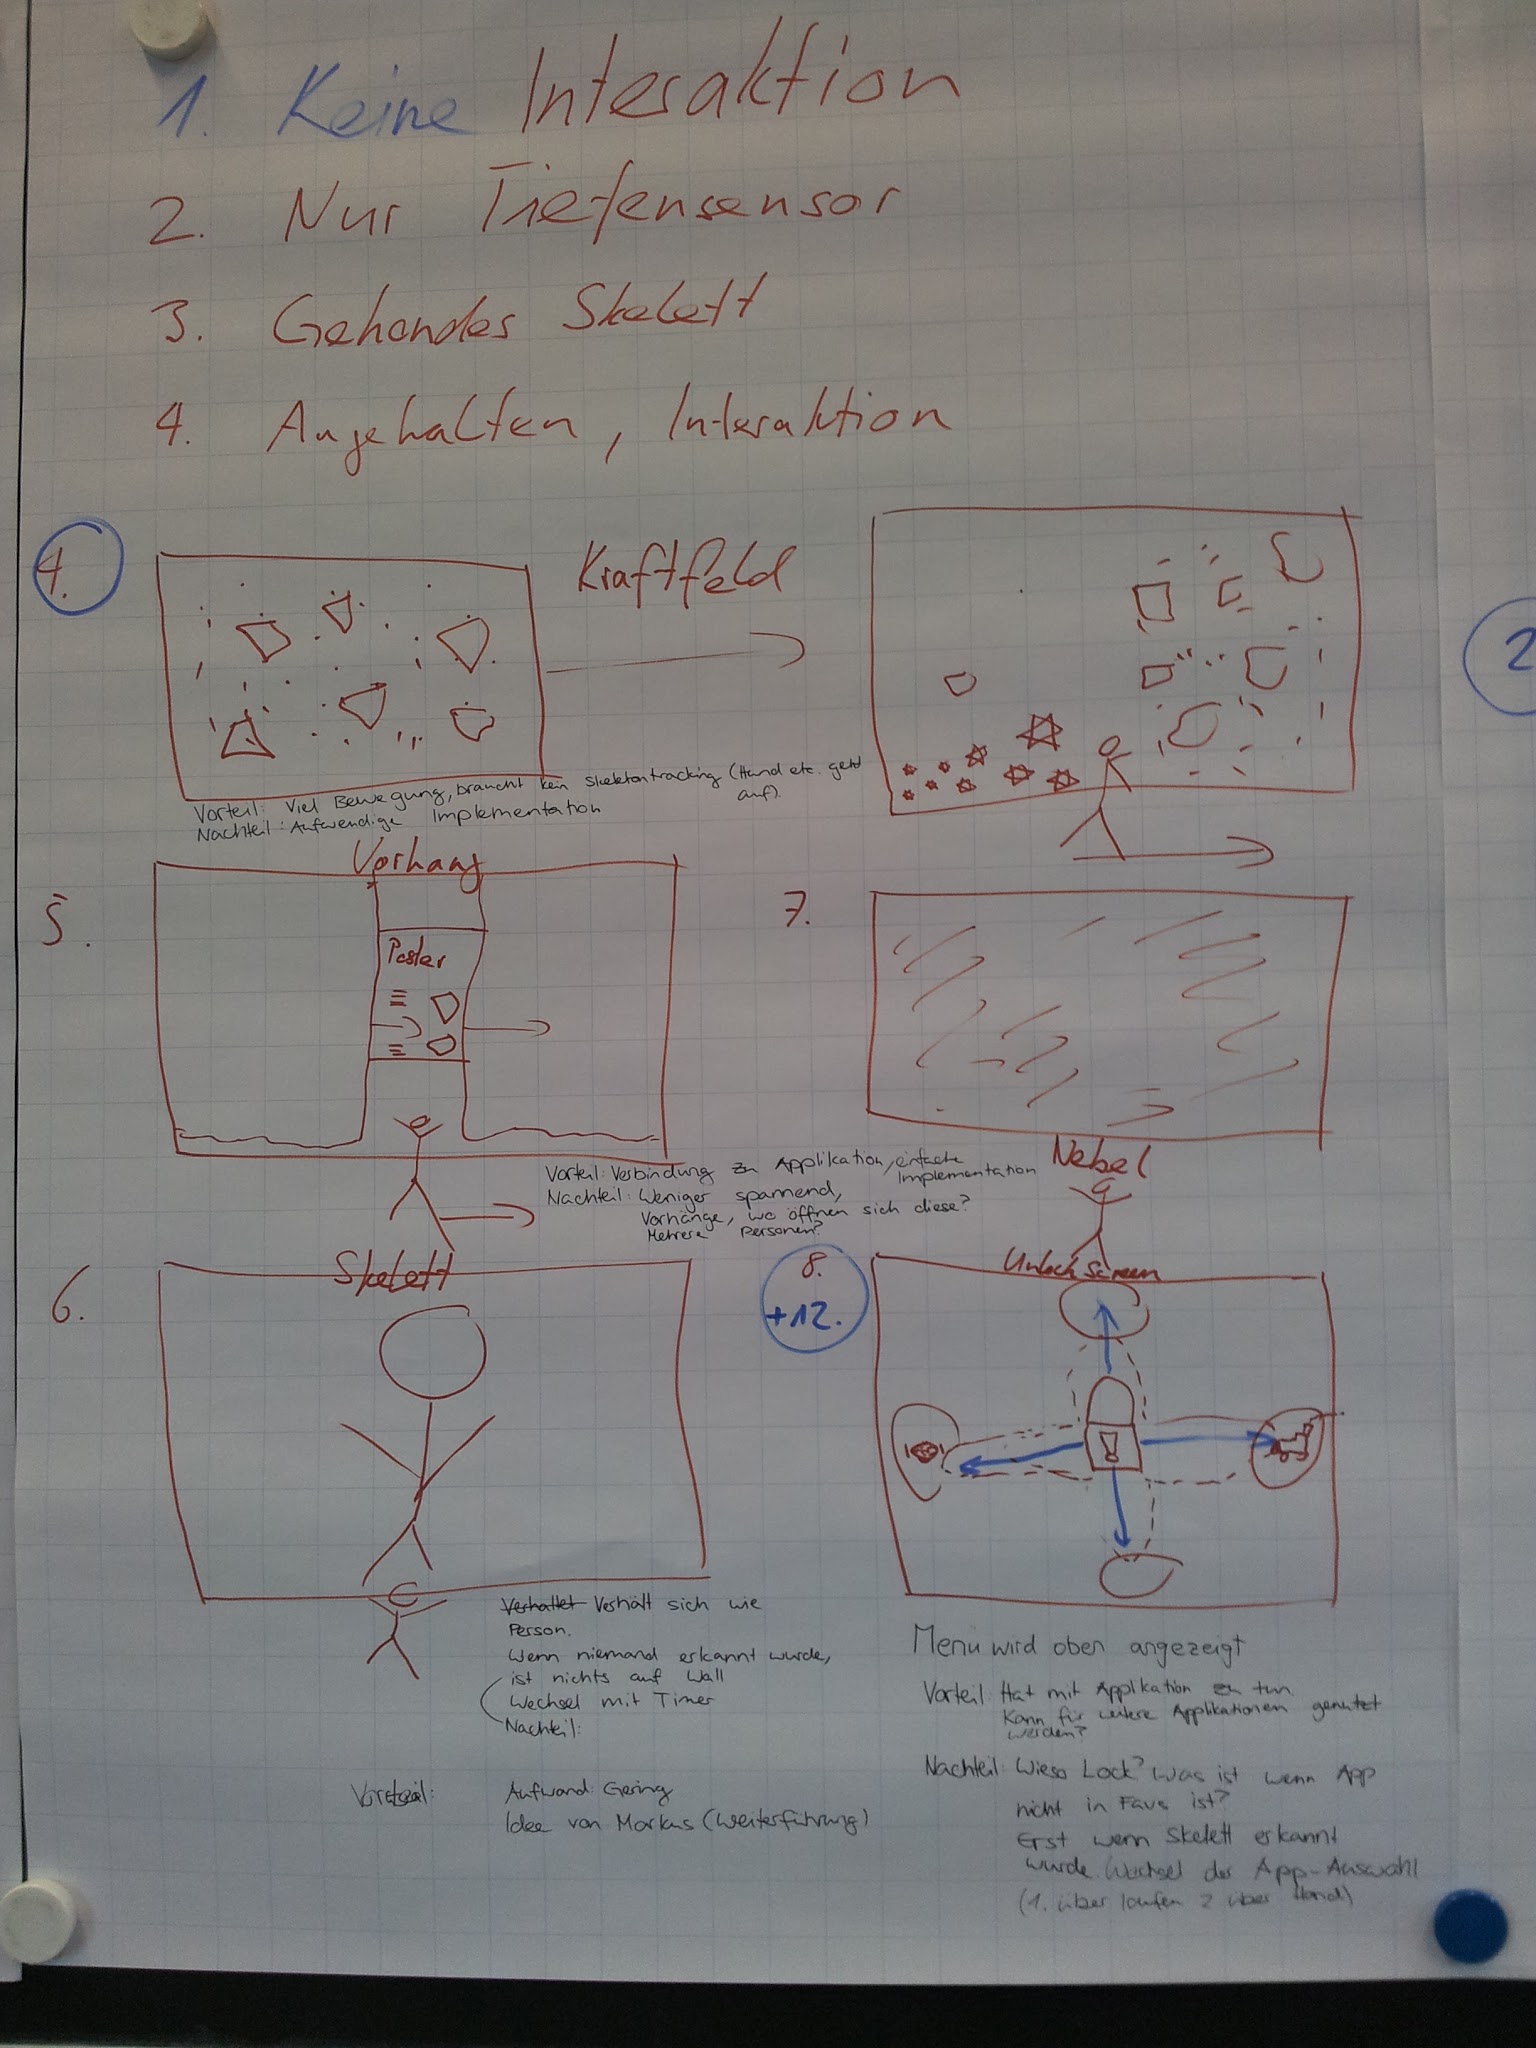 1. Keine Interaktion
2. Nur Tiefensensor
3. Gehendes Skelett
4. Angehalten, Interaktion
4.
Kraftfeld
2
Vorteil: Viel Bewegung, braucht kein Skeletontracking (Hand etc. geht
auf).
Nachteil: Aufwendige Implementation
5.
Vorhang
Poster
Vorteil: Verbindung zu Applikation, einfache
Implementation
Nachteil: Weniger spannend,
Vorhänge, wo öffnen sich diese?
Mehrere Personen?
7.
Nebel
6.
Skelett
Verhaltet Verhält sich wie
Person.
Wenn niemand erkannt wurde,
ist nichts auf Wall
Wechsel mit Timer
Nachteil:
Vorteil: Aufwand: Gering
Idee von Markus (Weiterführung)
8.
+12.
Unlock Screen
Menü wird oben angezeigt
Vorteil: Hat mit Applikation zu tun.
Kann für weitere Applikationen genutzt
werden?
Nachteil: Wieso Lock? Was ist wenn App
nicht in Favs ist?
Erst wenn Skelett erkannt
wurde. Wechsel der App-Auswahl
(1. über laufen 2 über Hand)